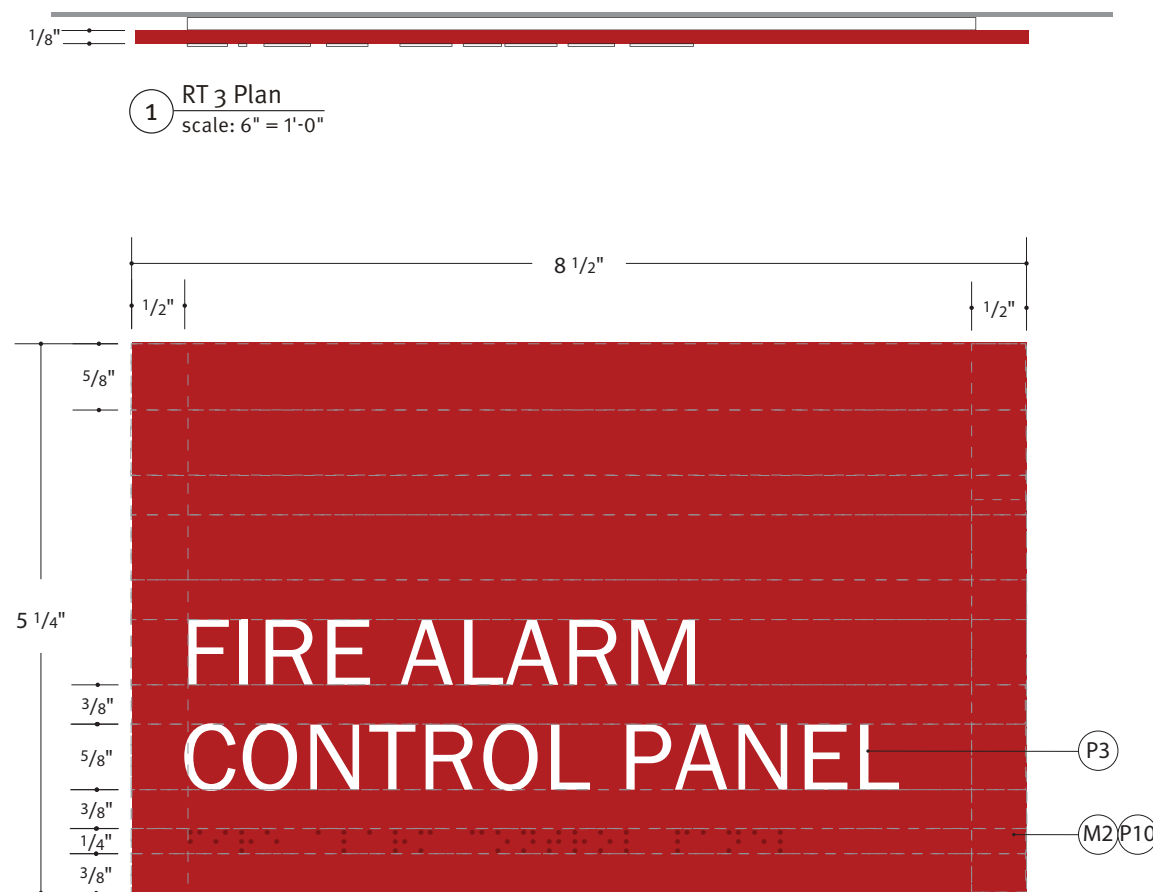 1/8"
1
RT 3 Plan
scale: 6" = 1'-0"
8 1/2"
1/2"
1/2"
5/8"
5 1/4"
FIRE ALARM
3/8"
CONTROL PANEL
5/8"
P3
3/8"
1/4"
M2 P10
3/8"